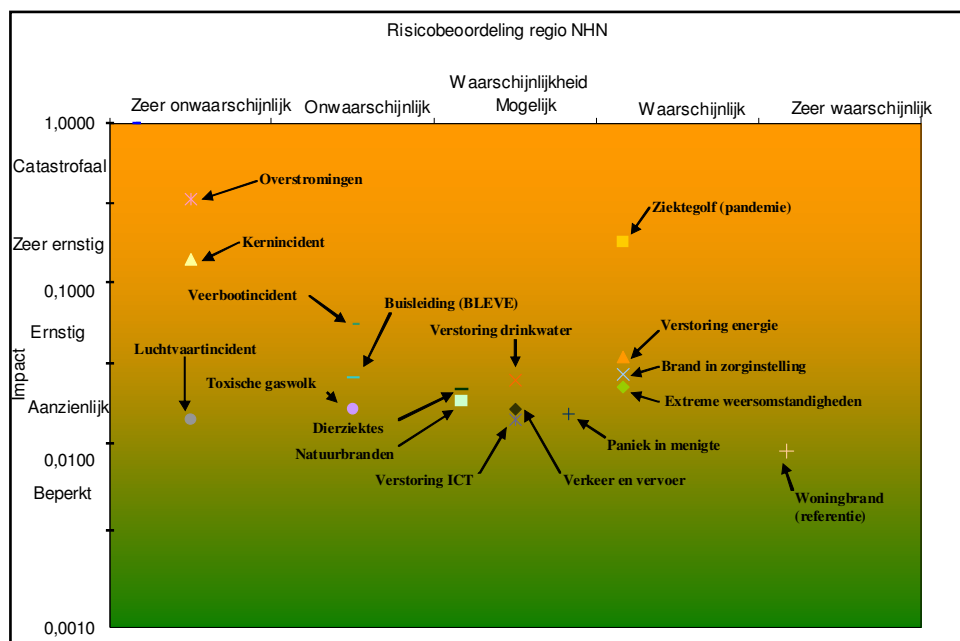 Risicobeoordeling regio NHN
Waarschijnlijkheid
Zeer onwaarschijnlijk
Onwaarschijnlijk
Mogelijk
Waarschijnlijk
Zeer waarschijnlijk
1,0000
Catastrofaal
Overstromingen
Ziektegolf (pandemie)
Zeer ernstig
Kernincident
0,1000
Veerbootincident
Buisleiding (BLEVE)
Ernstig
Verstoring drinkwater
Verstoring energie
Luchtvaartincident
Impact
Brand in zorginstelling
Toxische gaswolk
Extreme weersomstandigheden
Aanzienlijk
Dierziektes
Paniek in menigte
Natuurbranden
0,0100
Verstoring ICT
Verkeer en vervoer
Beperkt
Woningbrand
(referentie)
0,0010